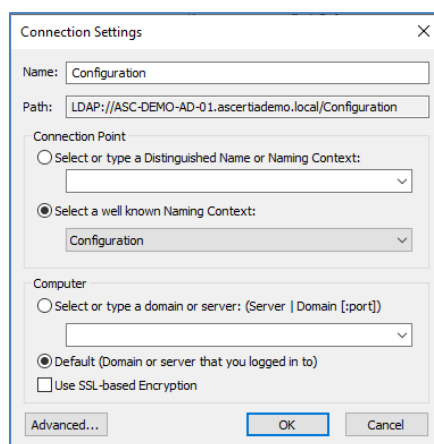 Connection Settings
Name: Configuration
Path: LDAP://ASC-DEMO-AD-01.ascertiademo.local/Configuration
Connection Point
Select or type a Distinguished Name or Naming Context:
Select a well known Naming Context:
Configuration
Computer
Select or type a domain or server: (Server | Domain [:port])
Default (Domain or server that you logged in to)
Use SSL-based Encryption
Advanced... OK Cancel